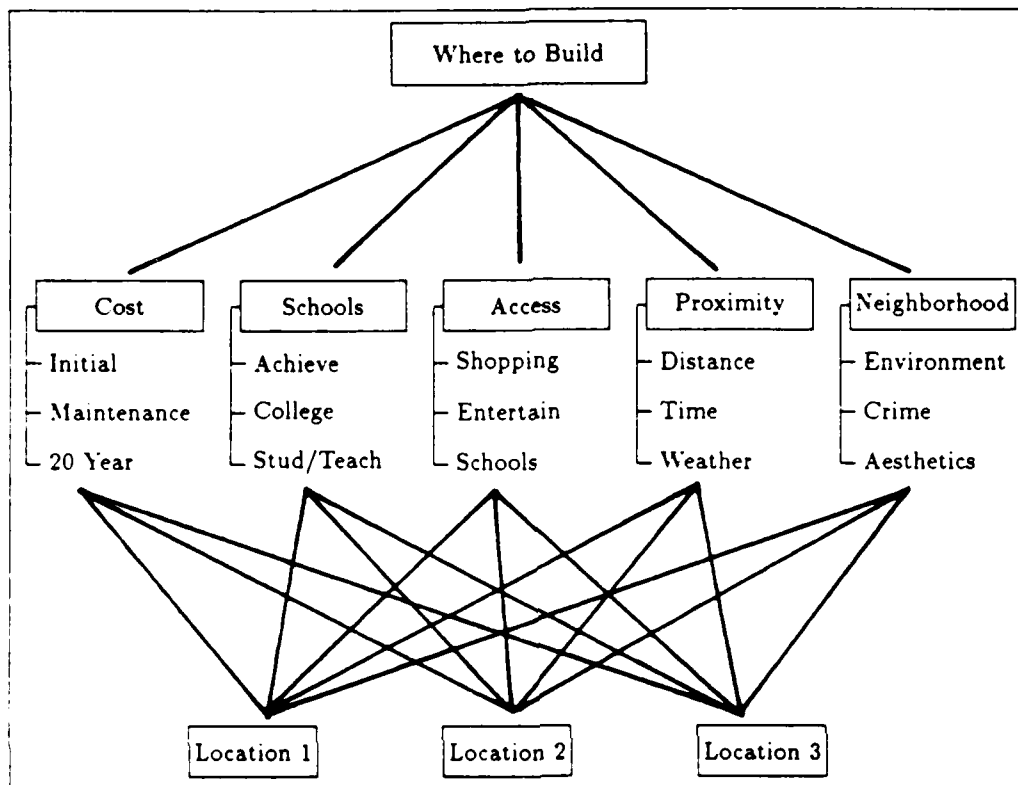 Where to Build
Cost
Initial
Maintenance
20 Year
Schools
Achieve
College
Stud/Teach
Access
Shopping
Entertain
Schools
Proximity
Distance
Time
Weather
Neighborhood
Environment
Crime
Aesthetics
Location 1
Location 2
Location 3